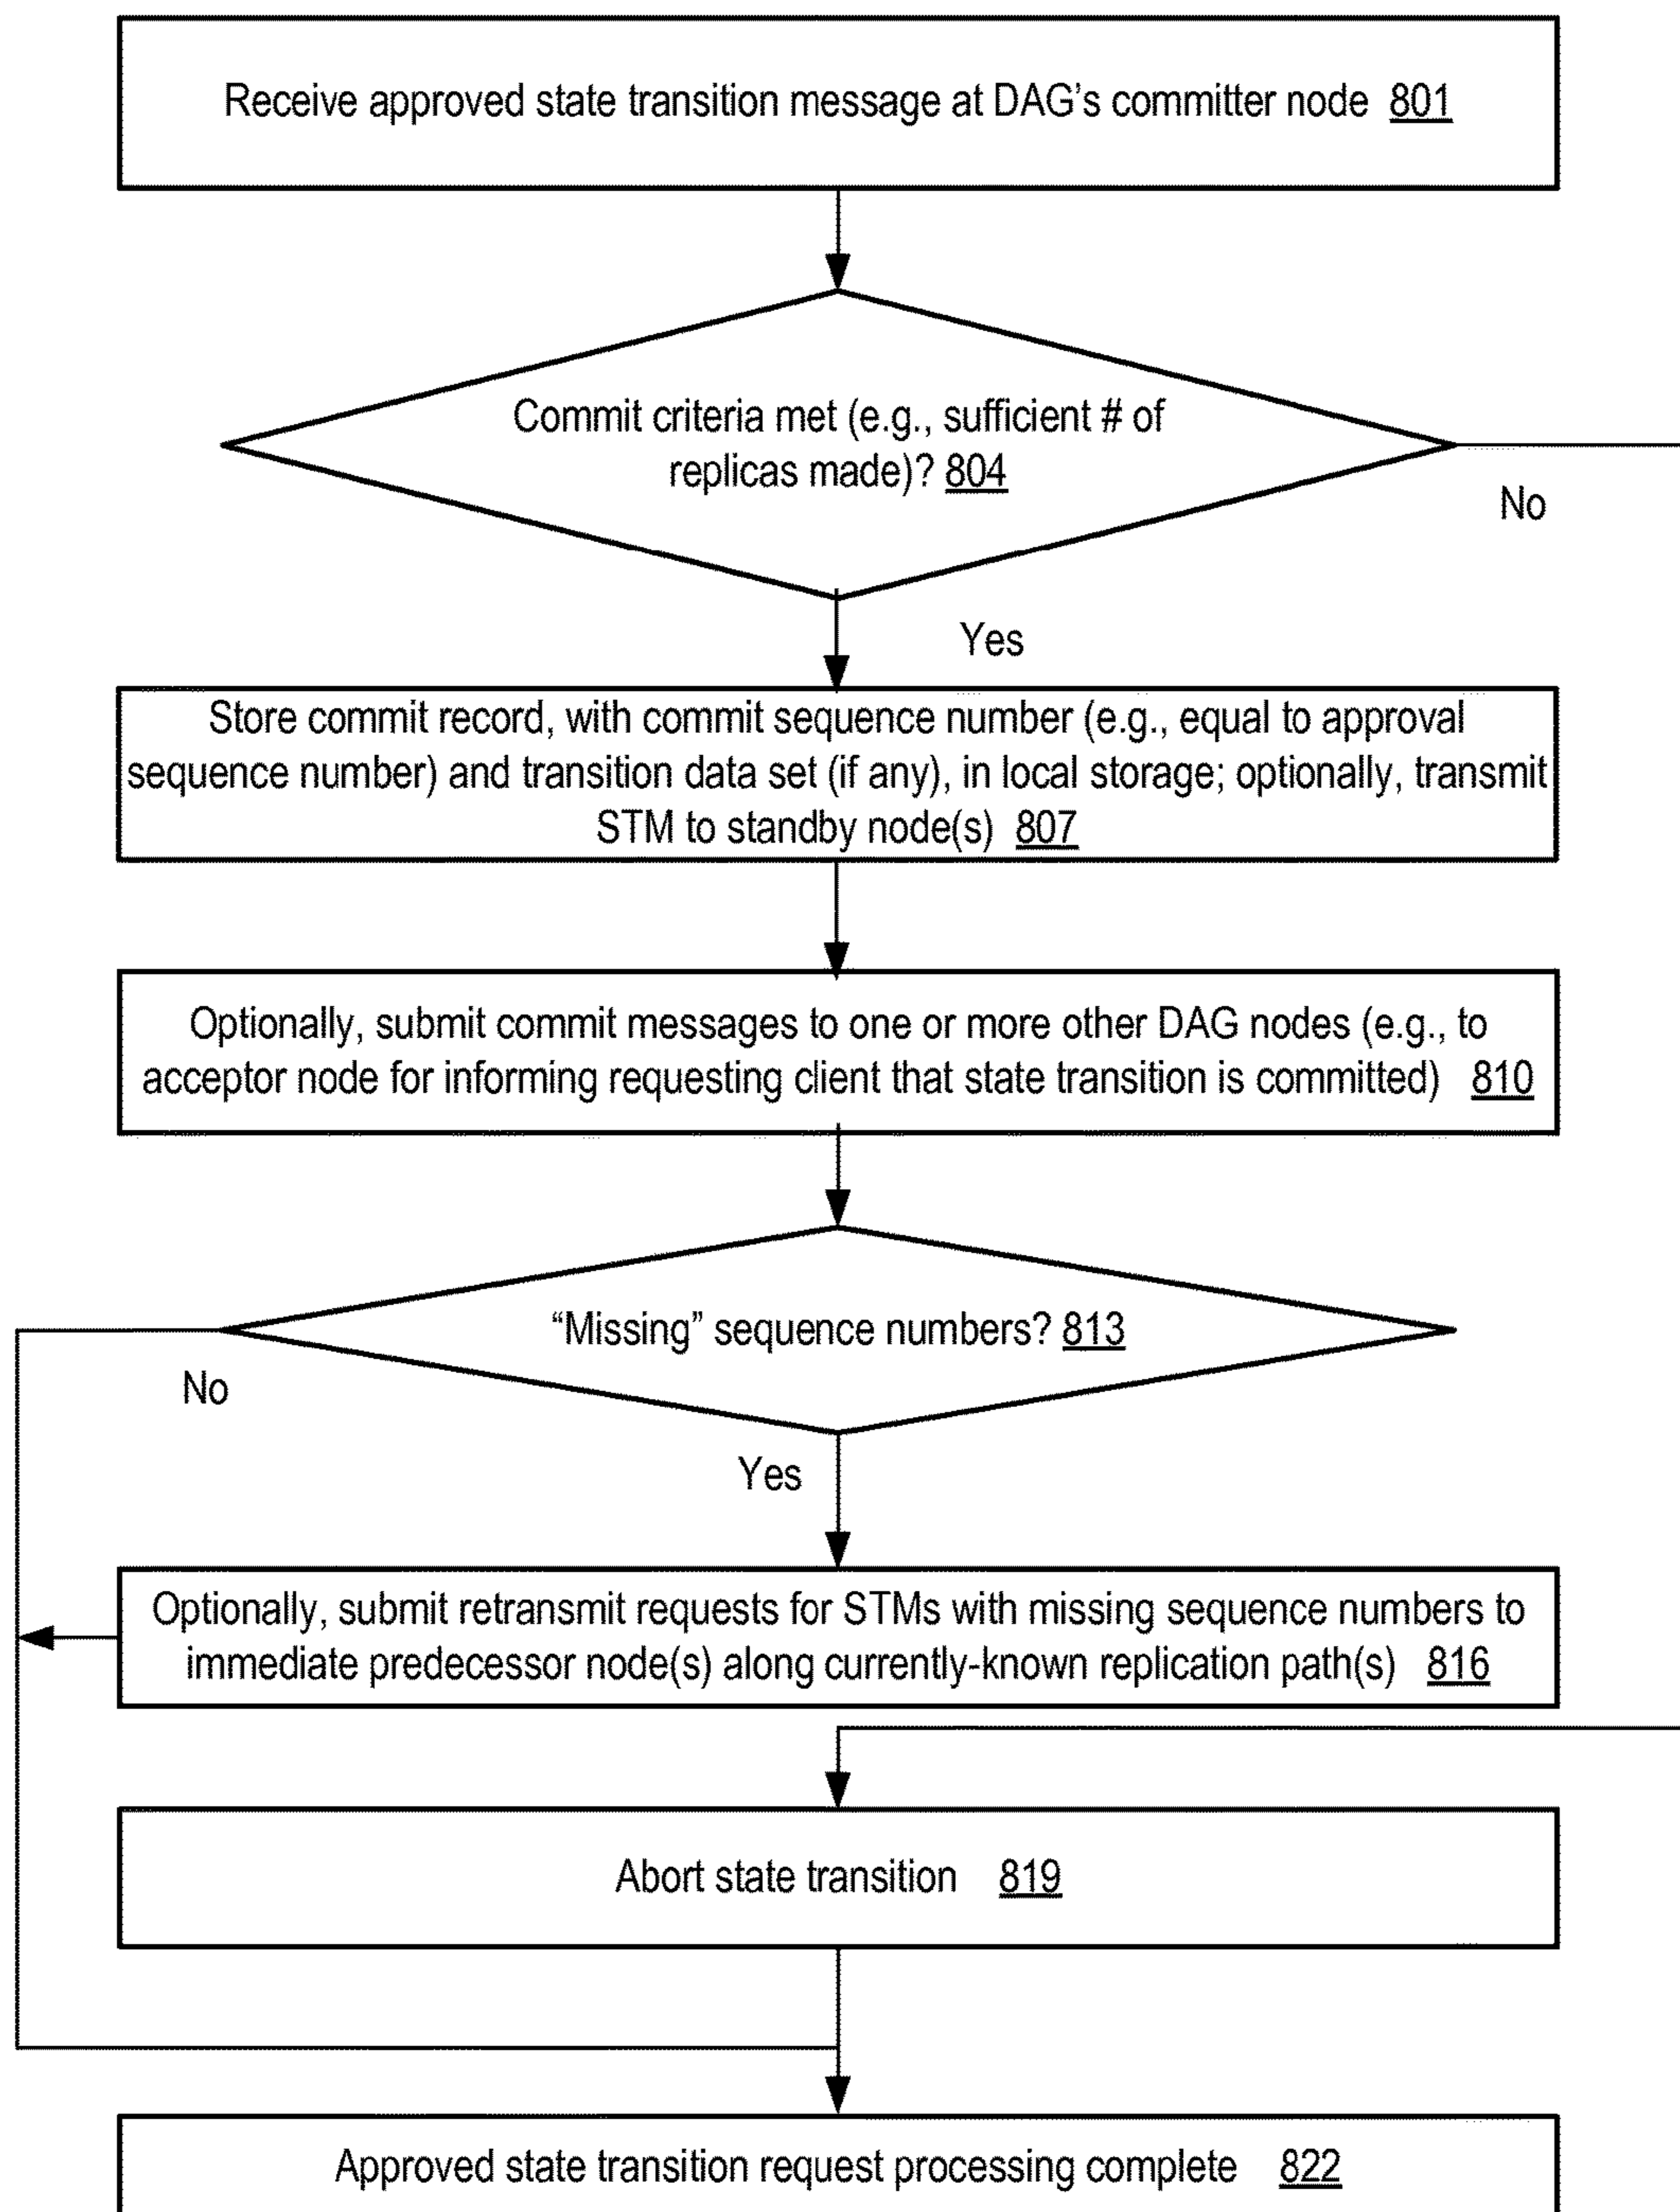 Receive approved state transition message at DAG’s committer node 801
Commit criteria met (e.g., sufficient # of
replicas made)? 804
No
Yes
Store commit record, with commit sequence number (e.g., equal to approval
sequence number) and transition data set (if any), in local storage; optionally, transmit
STM to standby node(s) 807
Optionally, submit commit messages to one or more other DAG nodes (e.g., to
acceptor node for informing requesting client that state transition is committed) 810
“Missing” sequence numbers? 813
No
Yes
Optionally, submit retransmit requests for STMs with missing sequence numbers to
immediate predecessor node(s) along currently-known replication path(s) 816
Abort state transition 819
Approved state transition request processing complete 822